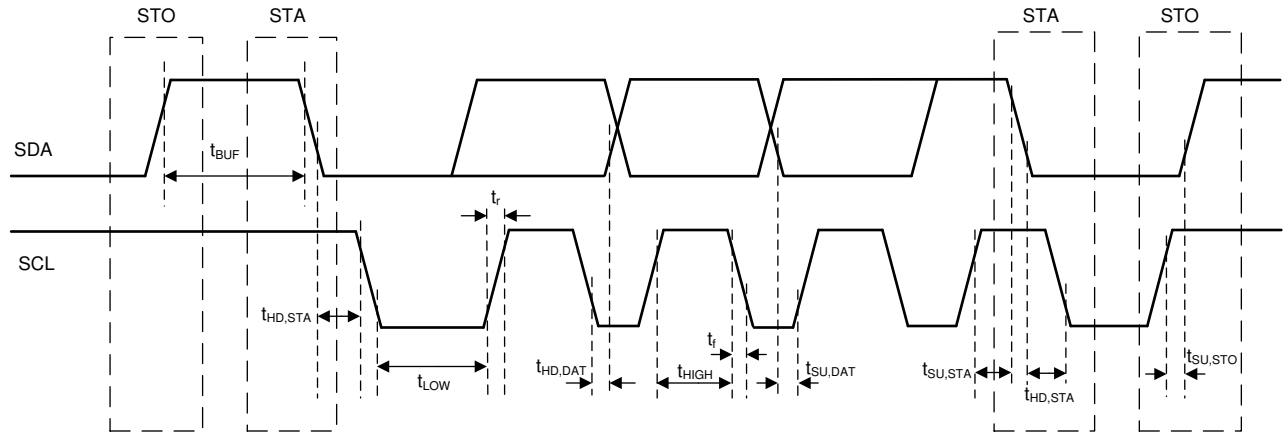 STO
STA
STA
STO
SDA
tBUF
tr
SCL
tHD,STA
tLOW
tHD,DAT
tHIGH
tf
tSU,DAT
tSU,STA
tHD,STA
tSU,STO